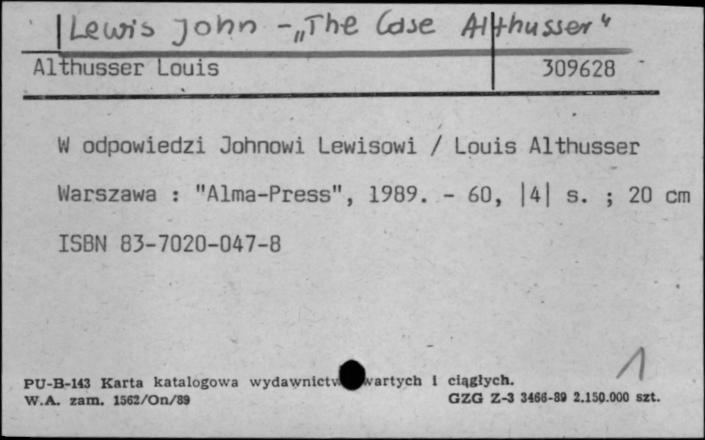 Lewis John - „The Case Althusser"
Althusser Louis 309628
W odpowiedzi Johnowi Lewisowi / Louis Althusser
Warszawa : "Alma-Press", 1989. - 60, |4| s. ; 20 cm
ISBN 83-7020-047-8
1
PU-B-143 Karta katalogowa i ciągłych.
W.A. zam. 1562/On/89 GZG Z-3 3466-89 2.150.000 szt.